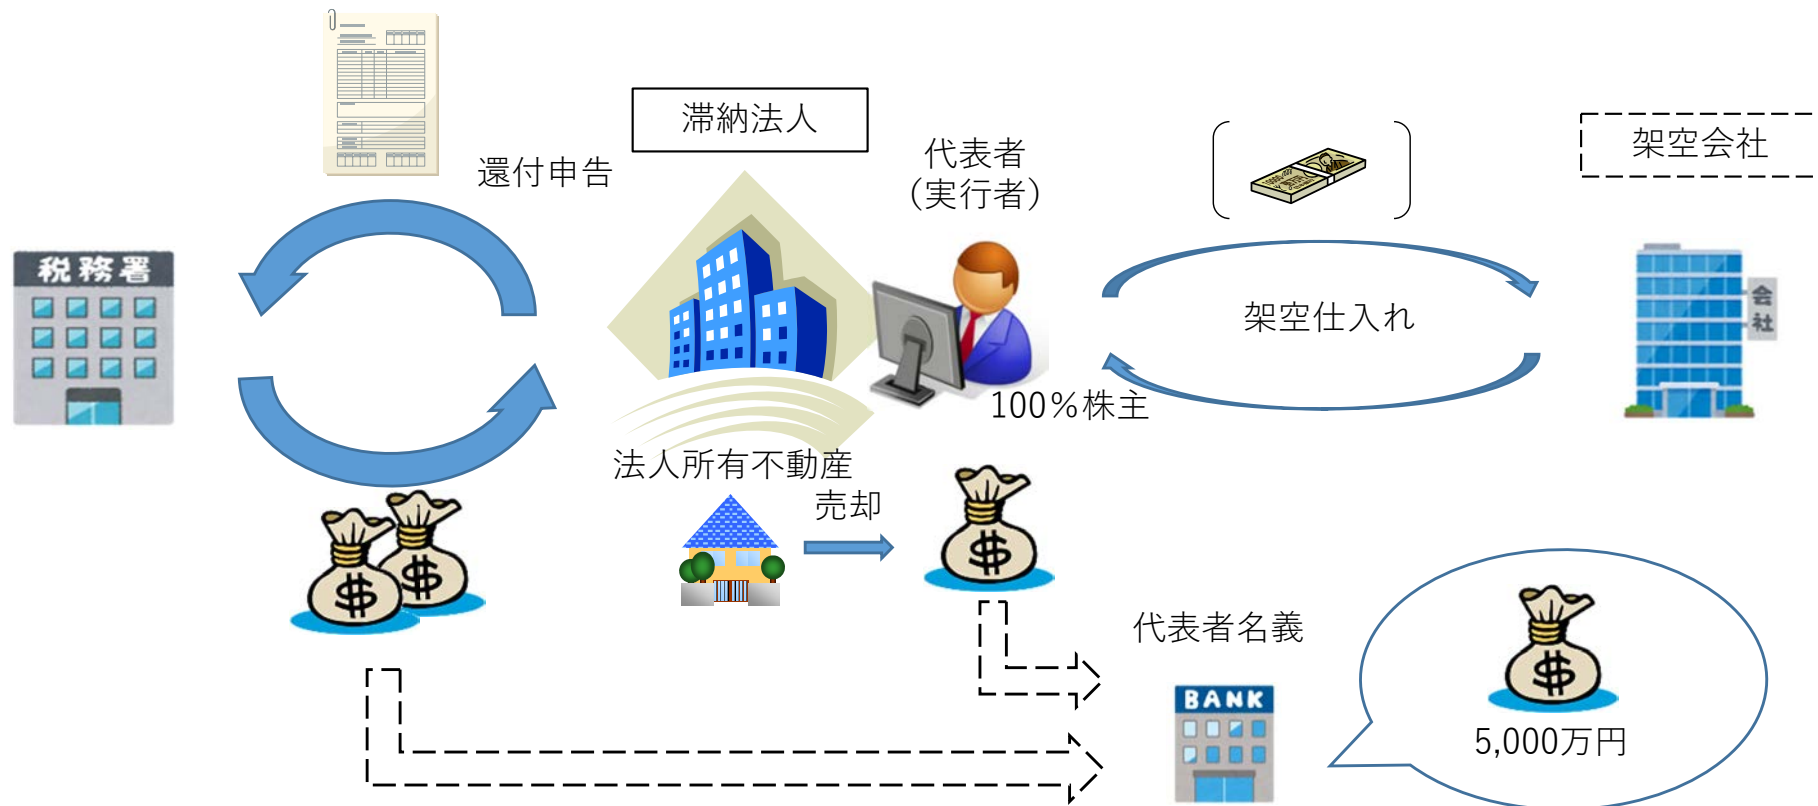 滞納法人
還付申告
代表者
（実行者）
架空会社
税務署
架空仕入れ
会社
100％株主
法人所有不動産
売却
代表者名義
BANK
5,000万円